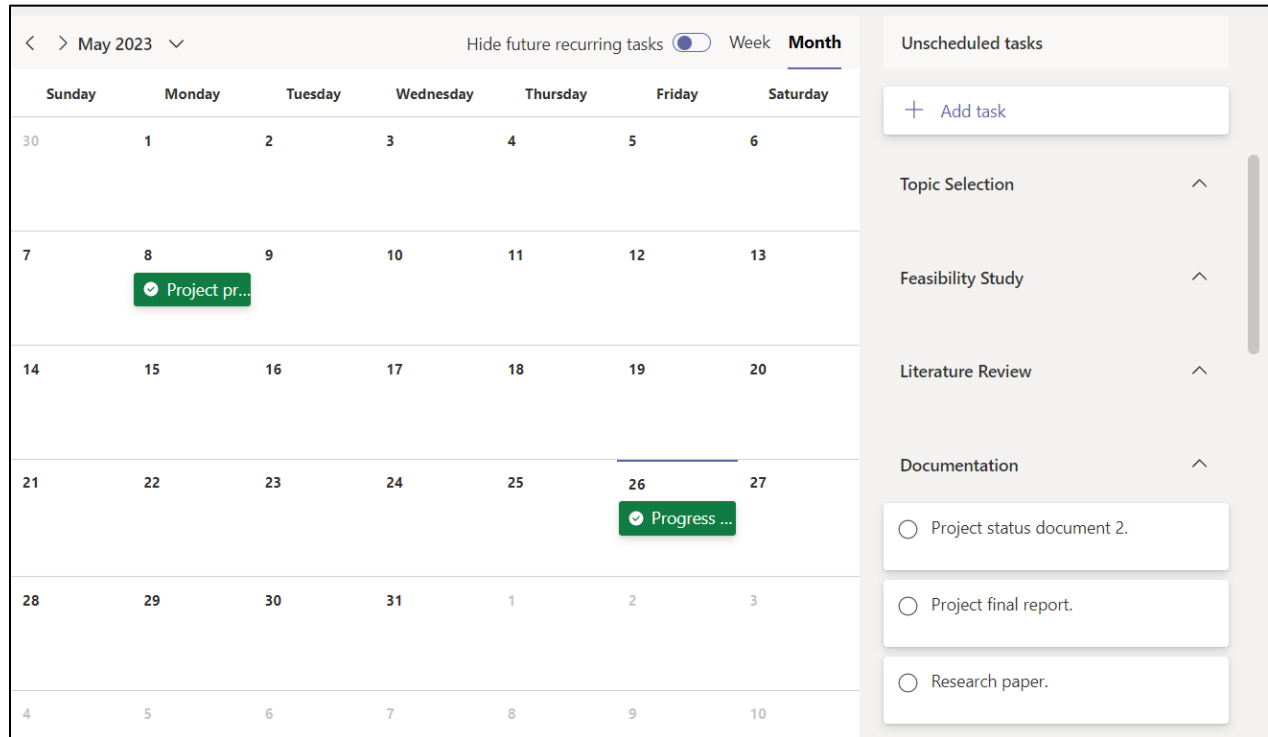 May 2023
Hide future recurring tasks Week Month
Sunday Monday Tuesday Wednesday Thursday Friday Saturday
30 1 2 3 4 5 6
7 8 9 10 11 12 13
Project pr...
14 15 16 17 18 19 20
21 22 23 24 25 26 27
Progress ...
28 29 30 31 1 2 3
4 5 6 7 8 9 10
Unscheduled tasks
Add task
Topic Selection
Feasibility Study
Literature Review
Documentation
Project status document 2.
Project final report.
Research paper.